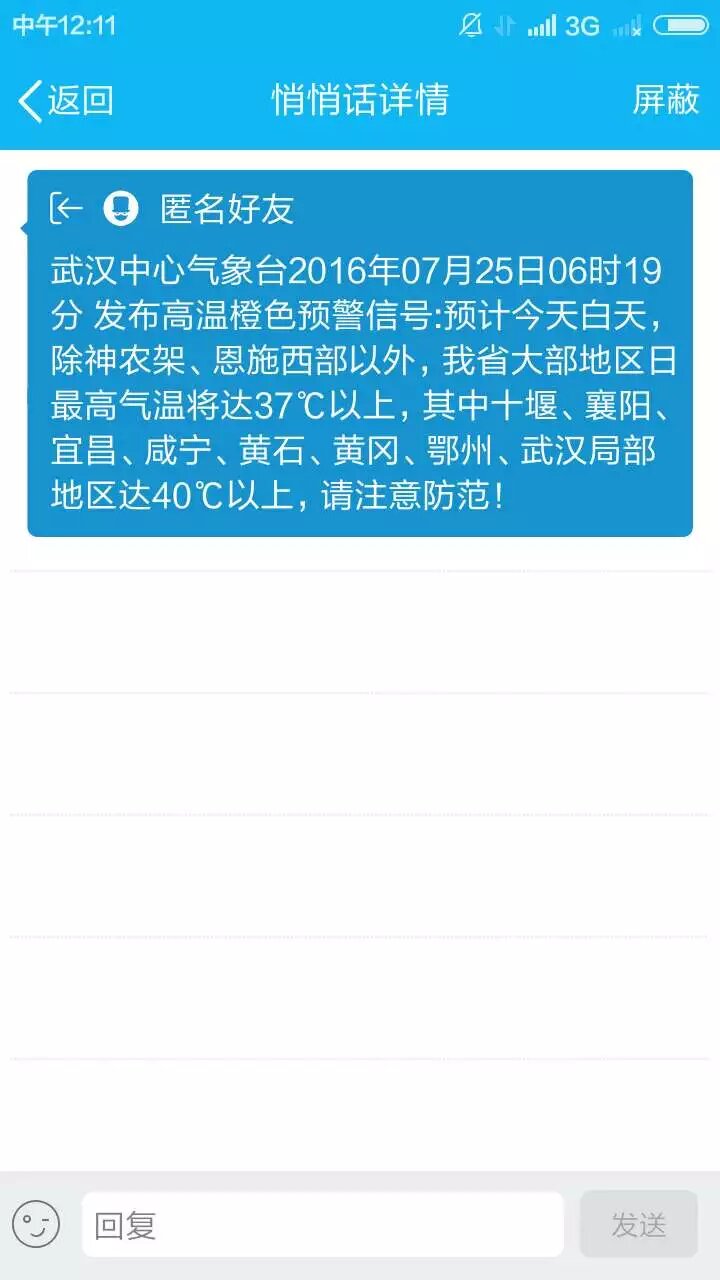 中午12:11
3G
返回
悄悄话详情
屏蔽
匿名好友
武汉中心气象台2016年07月25日06时19
分 发布高温橙色预警信号:预计今天白天，
除神农架、恩施西部以外，我省大部地区日
最高气温将达37℃以上，其中十堰、襄阳、
宜昌、咸宁、黄石、黄冈、鄂州、武汉局部
地区达40℃以上，请注意防范！
回复
发送